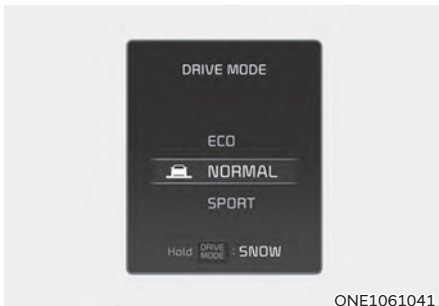 DRIVE MODE
ECO
NORMAL
SPORT
Hold DRIVE MODE : SNOW
ONE1061041